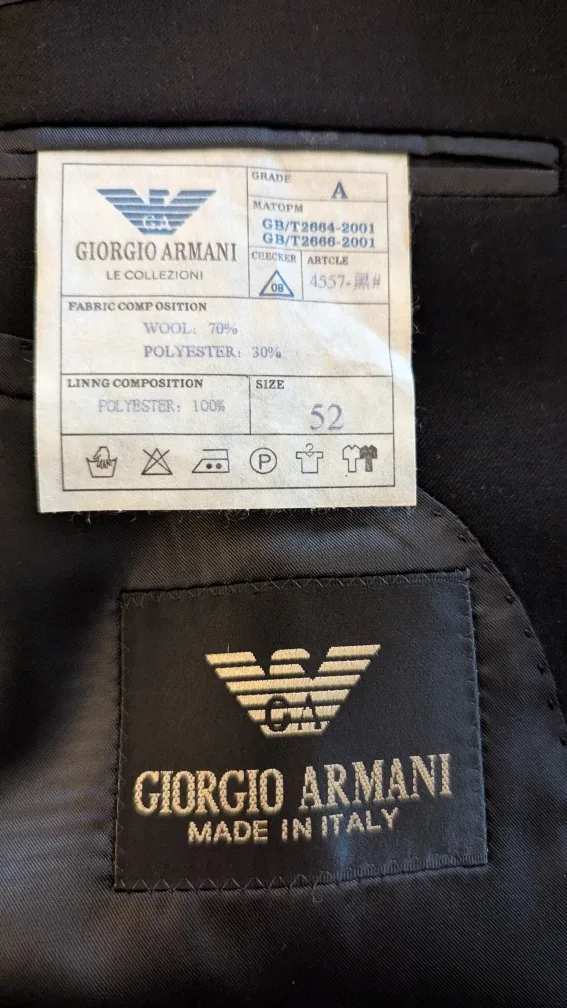 GRADE
A
MATOPM
GB/T2664-2001
GB/T2666-2001
GA
GIORGIO ARMANI
LE COLLEZIONI
CHECKER
08
ARTCLE
4557-黑#
FABRIC COMPOSITION
WOOL: 70%
POLYESTER: 30%
LINNG COMPOSITION
POLYESTER: 100%
SIZE
52
P
GA
GIORGIO ARMANI
MADE IN ITALY